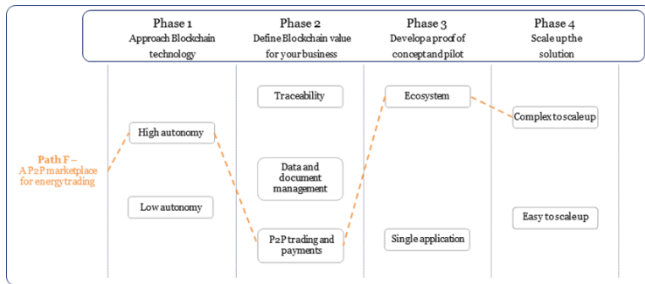 Phase 1
Approach Blockchain
technology
Phase 2
Define Blockchain value
for your business
Phase 3
Develop a proof of
concept and pilot
Phase 4
Scale up the
solution
Traceability
Ecosystem
Complex to scale up
High autonomy
Path F –
A P2P marketplace
for energy trading
Data and
document
management
Low autonomy
Easy to scale up
P2P trading and
payments
Single application